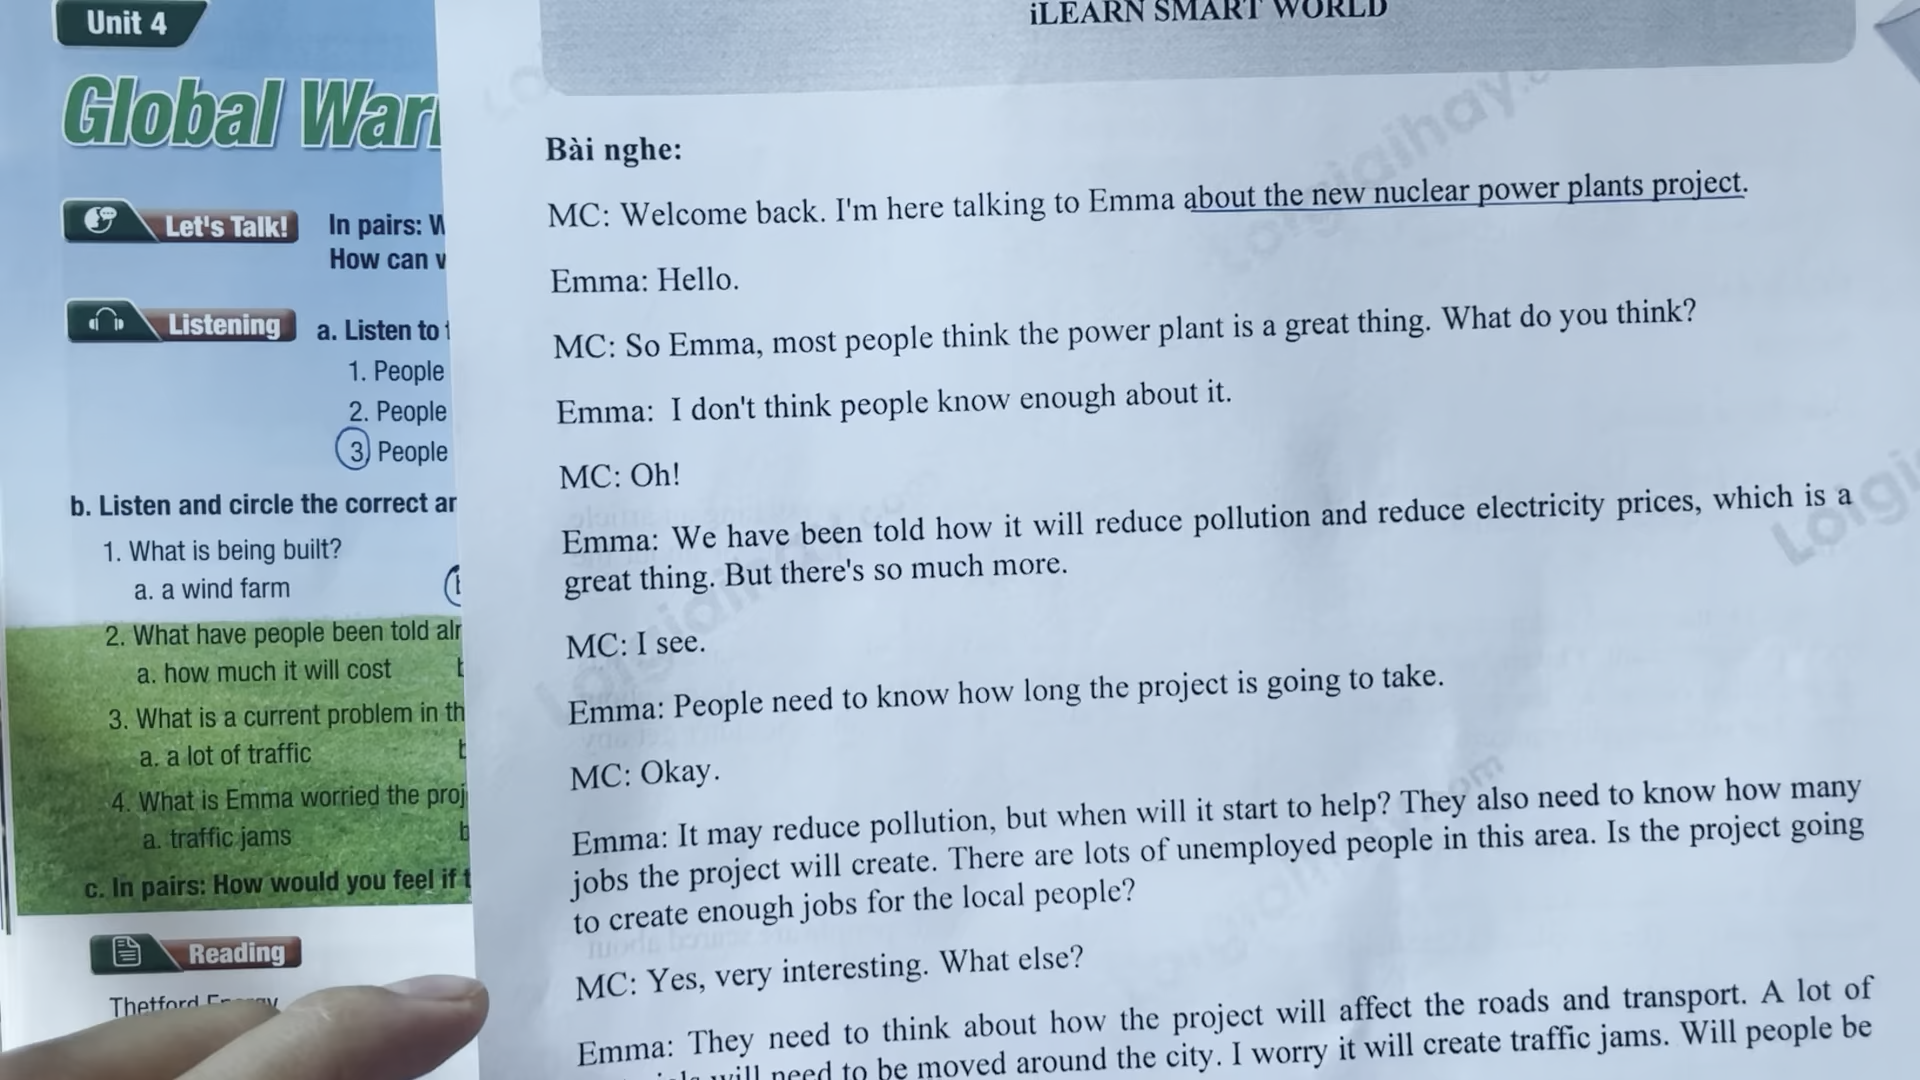 Unit 4
Global War
Let's Talk!
In pairs:
How can
Listening
a. Listen to
1. People
2. People
3. People
b. Listen and circle the correct
1. What is being built?
a. a wind farm
2. What have people been told
a. how much it will cost
3. What is a current problem in
a. a lot of traffic
4. What is Emma worried the
a. traffic jams
c. In pairs: How would you feel if
Reading
Thetford
iLEARN SMART WORLD
Bài nghe:
MC: Welcome back. I'm here talking to Emma about the new nuclear power plants project.
Emma: Hello.
MC: So Emma, most people think the power plant is a great thing. What do you think?
Emma: I don't think people know enough about it.
MC: Oh!
Emma: We have been told how it will reduce pollution and reduce electricity prices, which is a
great thing. But there's so much more.
MC: I see.
Emma: People need to know how long the project is going to take.
MC: Okay.
Emma: It may reduce pollution, but when will it start to help? They also need to know how many
jobs the project will create. There are lots of unemployed people in this area. Is the project going
to create enough jobs for the local people?
MC: Yes, very interesting. What else?
Emma: They need to think about how the project will affect the roads and transport. A lot of
will need to be moved around the city. I worry it will create traffic jams. Will people be